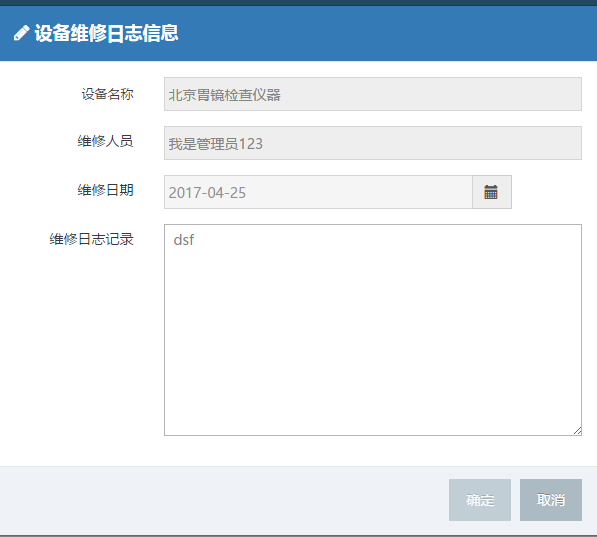 设备维修日志信息
设备名称 北京胃镜检查仪器
维修人员 我是管理员123
维修日期 2017-04-25
维修日志记录 dsf
确定 取消